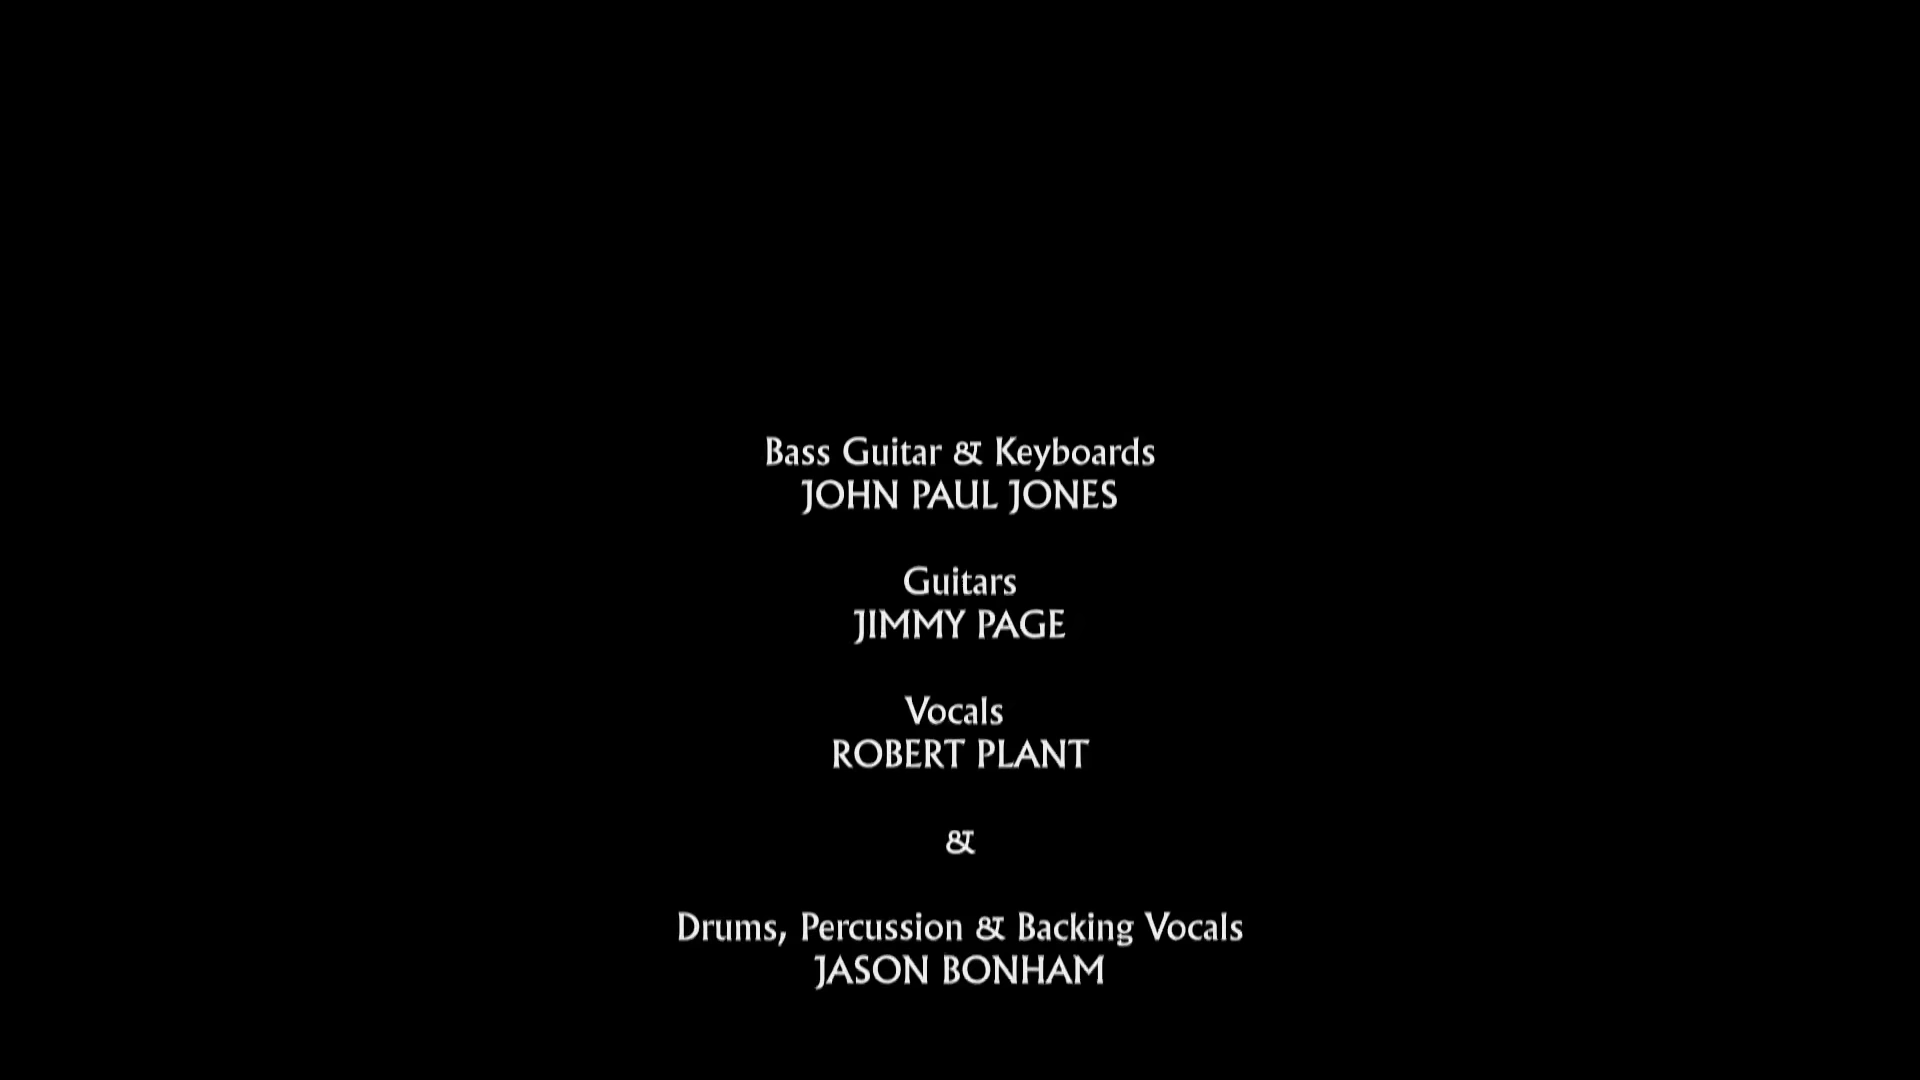 Bass Guitar & Keyboards
JOHN PAUL JONES
Guitars
JIMMY PAGE
Vocals
ROBERT PLANT
&
Drums, Percussion & Backing Vocals
JASON BONHAM